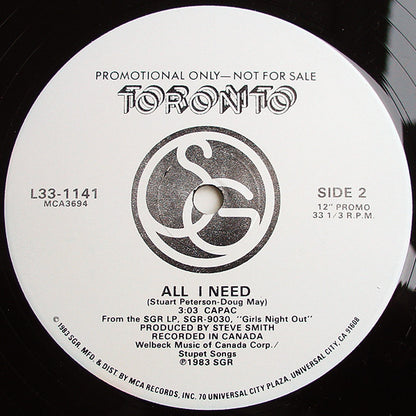 PROMOTIONAL ONLY—NOT FOR SALE
TORONTO
SG
L33-1141
MCA3694
SIDE 2
12" PROMO
33 1/3 R.P.M.
ALL I NEED
(Stuart Peterson-Doug May)
3:03 CAPAC
From the SGR LP, SGR-9030, "Girls Night Out"
PRODUCED BY STEVE SMITH
RECORDED IN CANADA
Welbeck Music of Canada Corp./
Stupet Songs
℗1983 SGR
©1983 SGR. MFD. & DIST. BY MCA RECORDS, INC. 70 UNIVERSAL CITY PLAZA, UNIVERSAL CITY, CA 91608